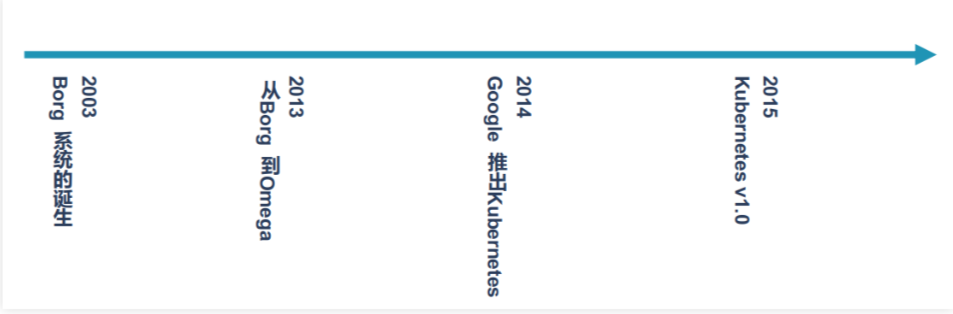 2003
Borg 系统的诞生
2013
从Borg 到Omega
2014
Google 推出Kubernetes
2015
Kubernetes v1.0